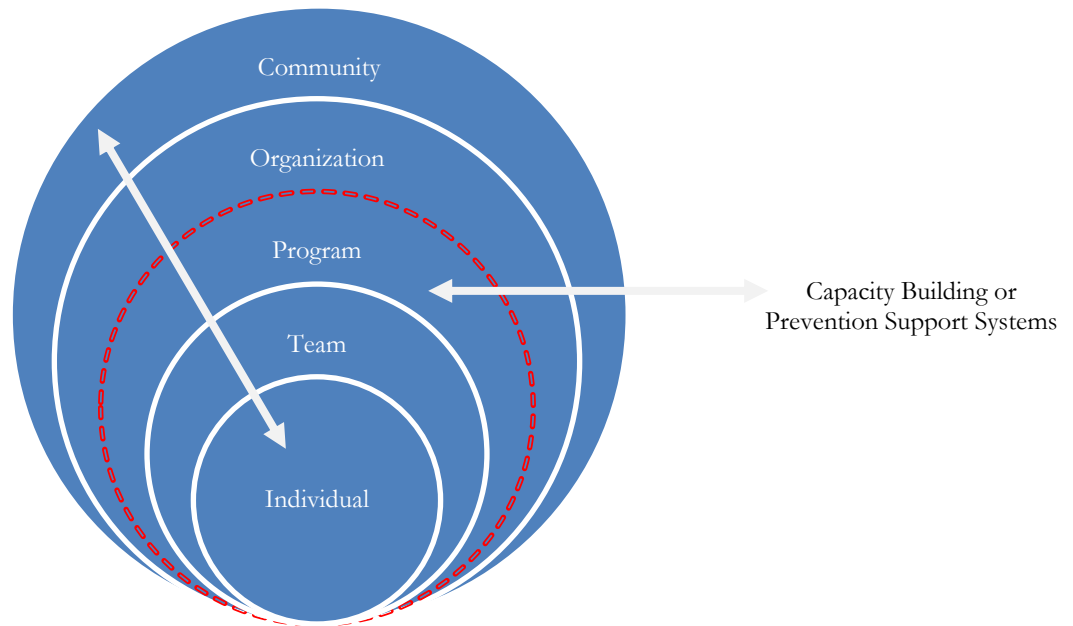 Community
Organization
Program
Team
Individual
Capacity Building or
Prevention Support Systems